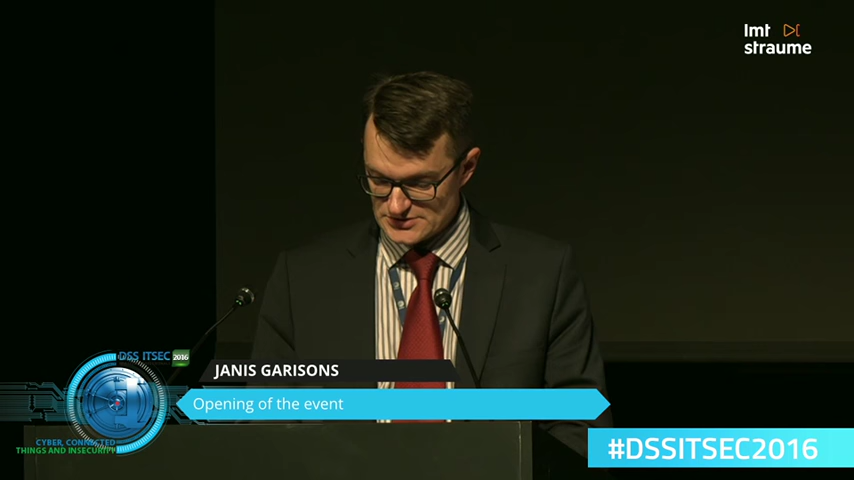 lmt
straume
DSS ITSEC 2016
JANIS GARISONS
Opening of the event
CYBER, CONNECTED
THINGS AND INSECURITY
#DSSITSEC2016